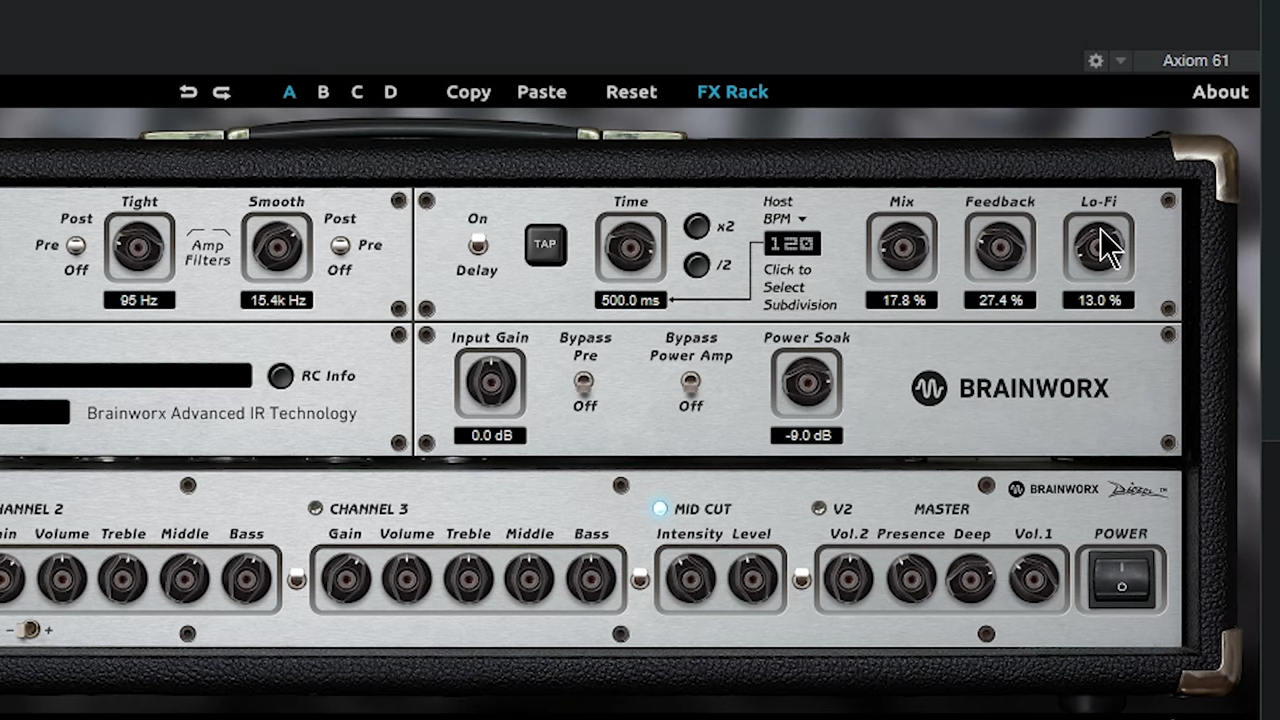 Axiom 61
A B C D Copy Paste Reset FX Rack About
Tight Smooth
Post Post
Pre Amp Pre
Filters
Off Off
95 Hz 15.4k Hz
On
Delay
TAP
Time
500.0 ms
x2
/2
Host
BPM
120
Click to
Select
Subdivision
Mix Feedback Lo-Fi
17.8 % 27.4 % 13.0 %
RC Info
Brainworx Advanced IR Technology
Input Gain
0.0 dB
Bypass
Pre
Off
Bypass
Power Amp
Off
Power Soak
-9.0 dB
BRAINWORX
BRAINWORX Diezel TM
HANNEL 2 CHANNEL 3 MID CUT V2 MASTER
in Volume Treble Middle Bass Gain Volume Treble Middle Bass Intensity Level Vol.2 Presence Deep Vol.1 POWER
- +